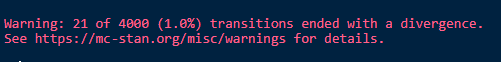 Warning: 21 of 4000 (1.0%) transitions ended with a divergence.
See https://mc-stan.org/misc/warnings for details.